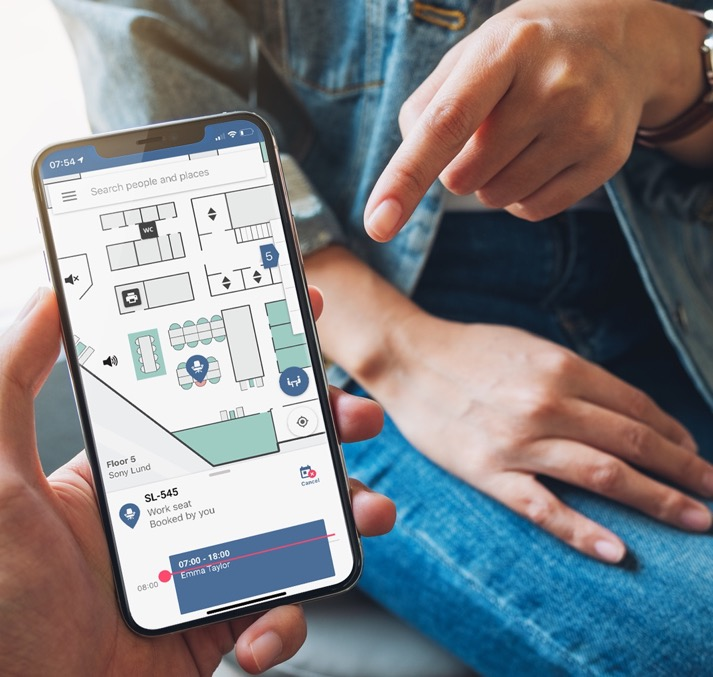 07:54
Search people and places
WC
5
Floor 5
Sony Lund
SL-545
Work seat
Booked by you
Cancel
07:00 - 18:00
Emma Taylor
08:00